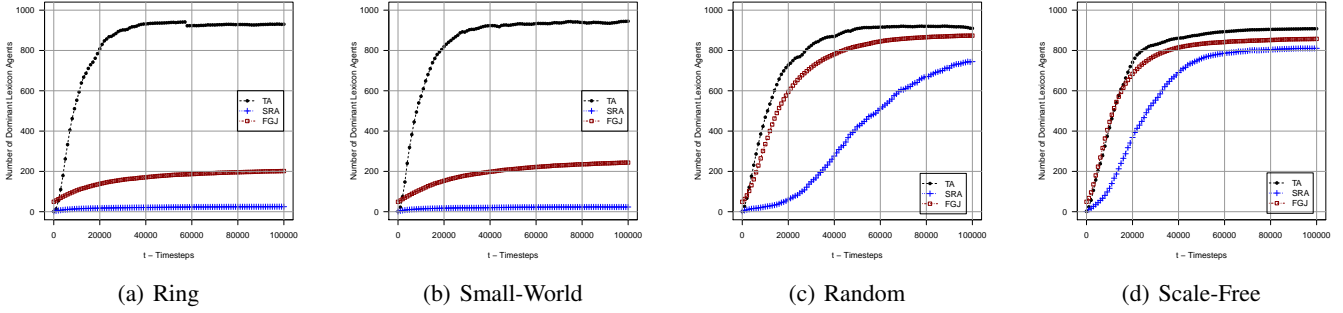 Number of Dominant Lexicon Agents
1000
800
600
400
200
0
TA
SRA
FGJ
0 20000 40000 60000 80000 100000
t − Timesteps
(a) Ring
Number of Dominant Lexicon Agents
1000
800
600
400
200
0
TA
SRA
FGJ
0 20000 40000 60000 80000 100000
t − Timesteps
(b) Small-World
Number of Dominant Lexicon Agents
1000
800
600
400
200
0
TA
SRA
FGJ
0 20000 40000 60000 80000 100000
t − Timesteps
(c) Random
Number of Dominant Lexicon Agents
1000
800
600
400
200
0
TA
SRA
FGJ
0 20000 40000 60000 80000 100000
t − Timesteps
(d) Scale-Free